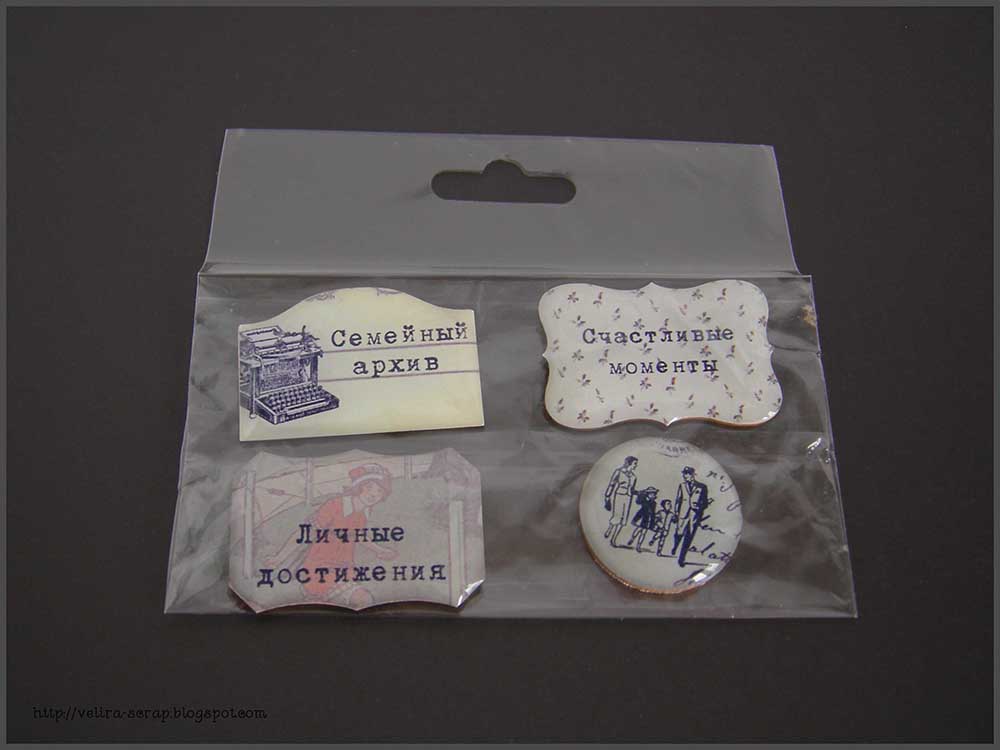 Семейный
архив
Счастливые
моменты
Личные
достижения
http://velira-scrap.blogspot.com